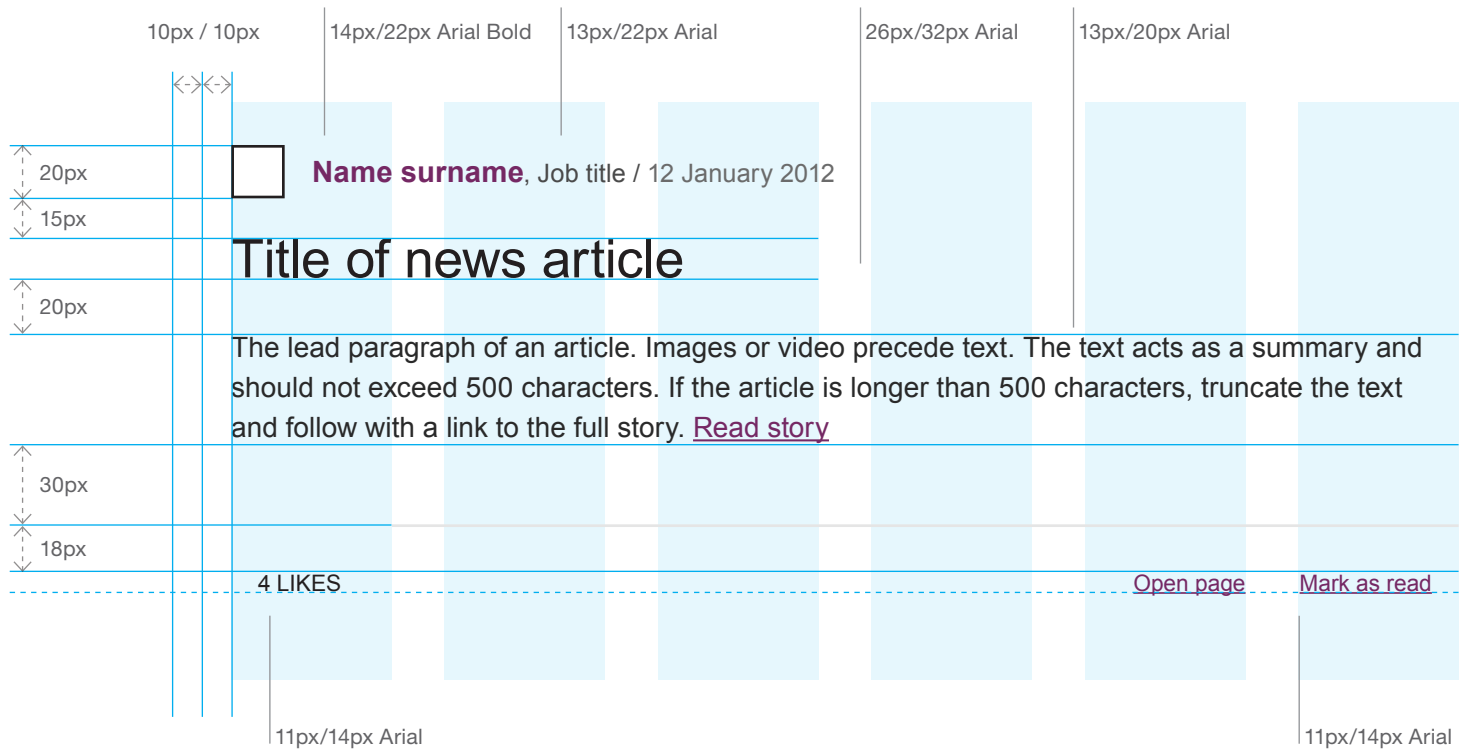 10px / 10px
14px/22px Arial Bold
13px/22px Arial
26px/32px Arial
13px/20px Arial
20px
Name surname, Job title / 12 January 2012
15px
Title of news article
20px
The lead paragraph of an article. Images or video precede text. The text acts as a summary and
should not exceed 500 characters. If the article is longer than 500 characters, truncate the text
and follow with a link to the full story. Read story
30px
18px
4 LIKES
Open page
Mark as read
11px/14px Arial
11px/14px Arial